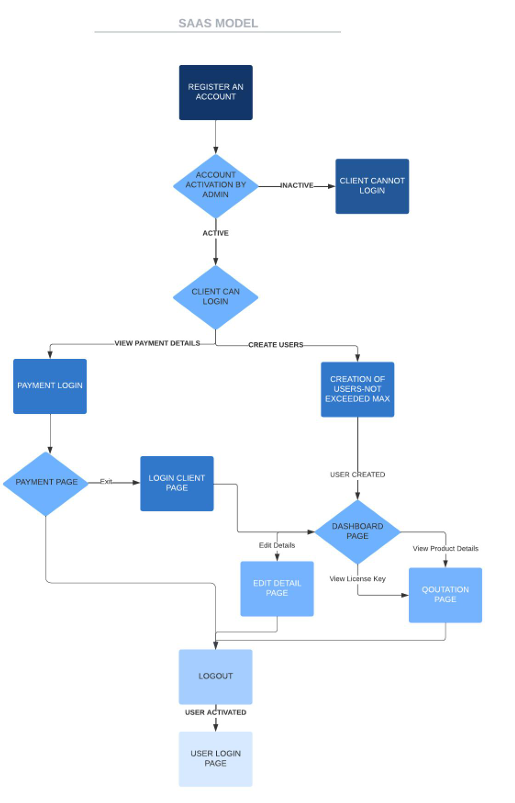 SAAS MODEL
REGISTER AN
ACCOUNT
ACCOUNT
ACTIVATION BY
ADMIN
INACTIVE
CLIENT CANNOT
LOGIN
ACTIVE
CLIENT CAN
LOGIN
VIEW PAYMENT DETAILS
CREATE USERS
PAYMENT LOGIN
CREATION OF
USERS-NOT
EXCEEDED MAX
PAYMENT PAGE
Exit
LOGIN CLIENT
PAGE
USER CREATED
DASHBOARD
PAGE
Edit Details
View Product Details
EDIT DETAIL
PAGE
View License Key
QOUTATION
PAGE
LOGOUT
USER ACTIVATED
USER LOGIN
PAGE